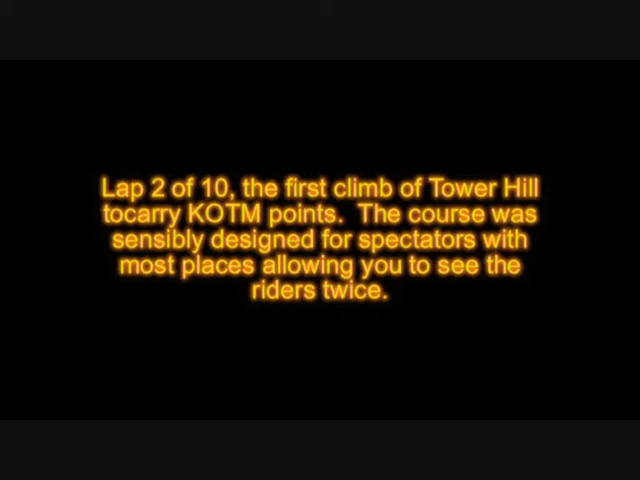 Lap 2 of 10, the first climb of Tower Hill
tocarry KOTM points.  The course was
sensibly designed for spectators with
most places allowing you to see the
riders twice.